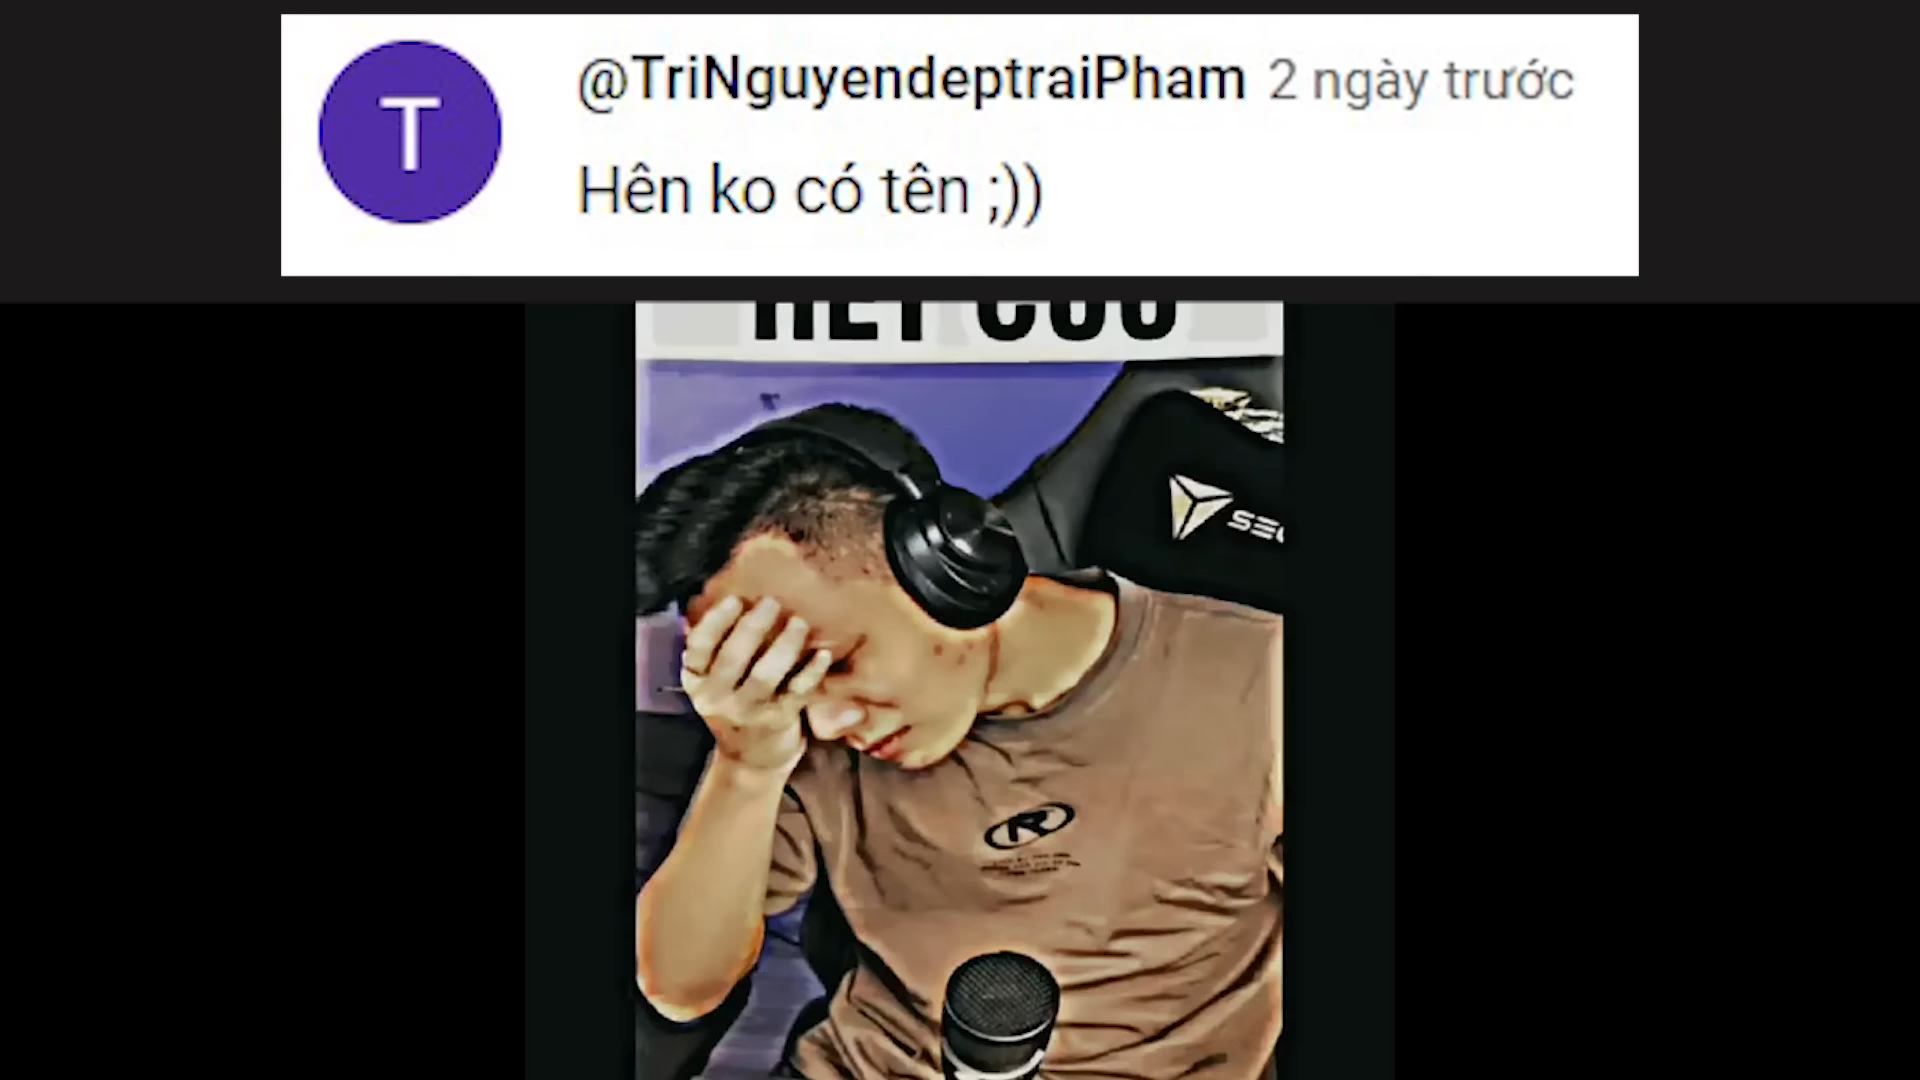 T
@TriNguyendeptraiPham 2 ngày trước
Hên ko có tên ;))
R